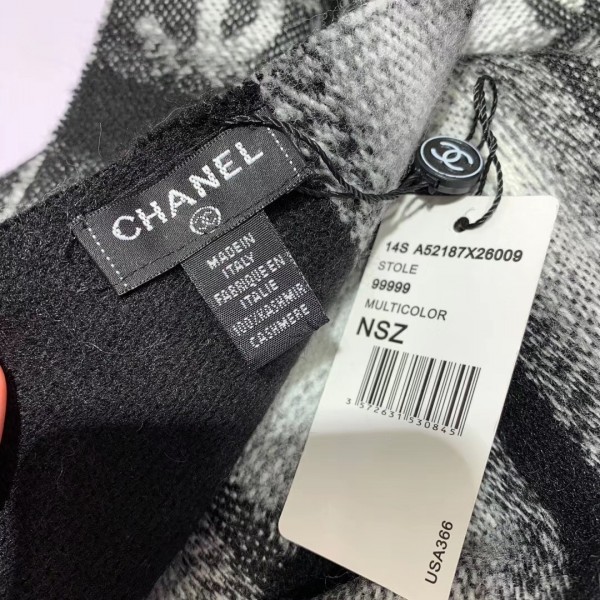 CHANEL
MADE IN
ITALY
FABRIQUE EN
ITALIE
100%KASHMIR
CASHMERE
14S A52187X26009
STOLE
99999
MULTICOLOR
NSZ
3 572631 530845
USA366